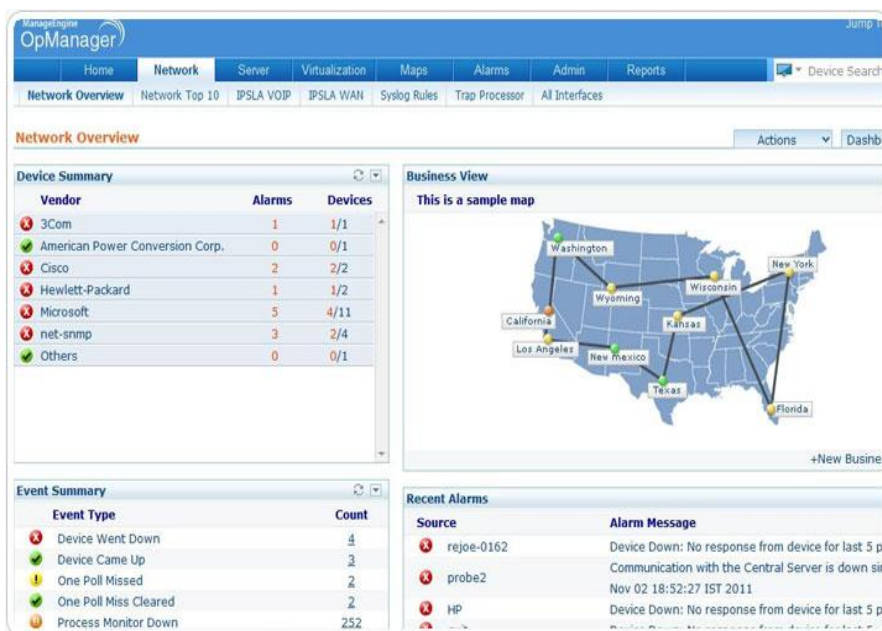 ManageEngine
OpManager
Jump
Home Network Server Virtualization Maps Alarms Admin Reports
Device Search
Network Overview Network Top 10 IPSLA VOIP IPSLA WAN Syslog Rules Trap Processor All Interfaces
Network Overview
Actions Dashb
Device Summary
Vendor Alarms Devices
3Com 1 1/1
American Power Conversion Corp. 0 0/1
Cisco 2 2/2
Hewlett-Packard 1 1/2
Microsoft 5 4/11
net-snmp 3 2/4
Others 0 0/1
Business View
This is a sample map
Washington
New York
Wisconsin
Wyoming
California
Kansas
Los Angeles
New mexico
Texas
Florida
+New Busine
Event Summary
Event Type Count
Device Went Down 4
Device Came Up 3
One Poll Missed 2
One Poll Miss Cleared 2
Process Monitor Down 252
Recent Alarms
Source Alarm Message
rejoe-0162 Device Down: No response from device for last 5 p
probe2 Communication with the Central Server is down si
Nov 02 18:52:27 IST 2011
HP Device Down: No response from device for last 5 p